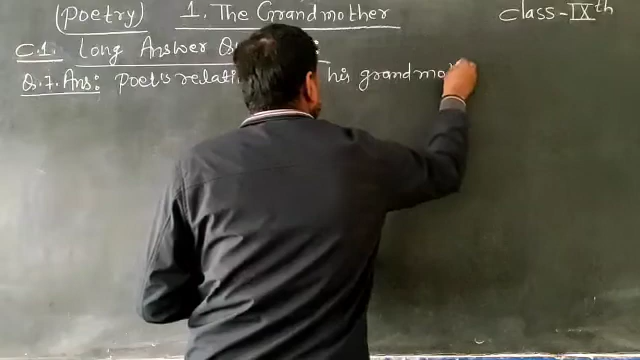 (Poetry) 1. The Grandmother Class-IXth
C.1. Long Answer Q
Q.7. Ans: poet's relati his grandmo